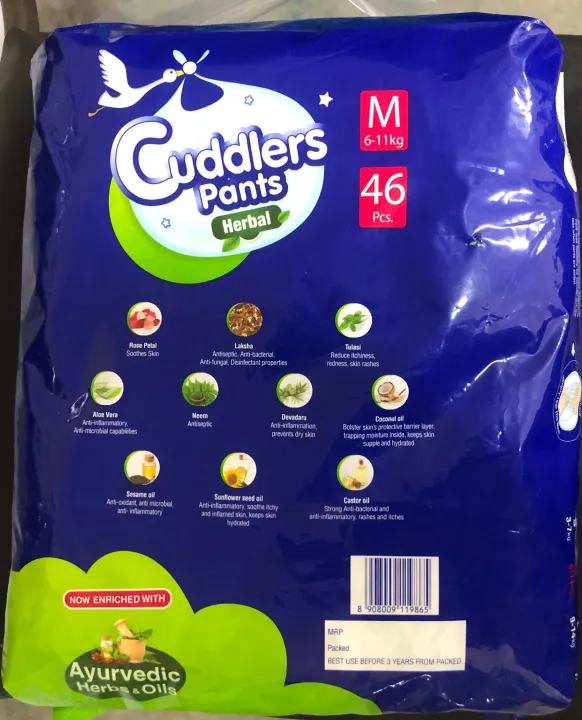 Cuddlers
Pants
Herbal
M
6-11kg
46
Pcs.
Rose Petal
Soothes Skin
Laksha
Antiseptic, Anti-bacterial,
Anti-fungal, Disinfectant properties
Tulasi
Reduce itchiness,
redness, skin rashes
Aloe Vera
Anti-inflammatory,
Anti-microbial capabilities
Neem
Antiseptic
Devadaru
Anti-inflammation,
prevents dry skin
Coconut oil
Bolster skin's protective barrier layer,
trapping moisture inside, keeps skin
supple and hydrated
Sesame oil
Anti-oxidant, anti microbial,
anti- inflammatory
Sunflower seed oil
Anti-inflammatory, soothe itchy
and inflamed skin, keeps skin
hydrated
Castor oil
Strong Anti-bacterial and
anti-inflammatory, rashes and itches
NOW ENRICHED WITH
Ayurvedic
Herbs & Oils
8 908009 119865
MRP:
Packed:
BEST USE BEFORE 3 YEARS FROM PACKED
3-7kg
9-14kg